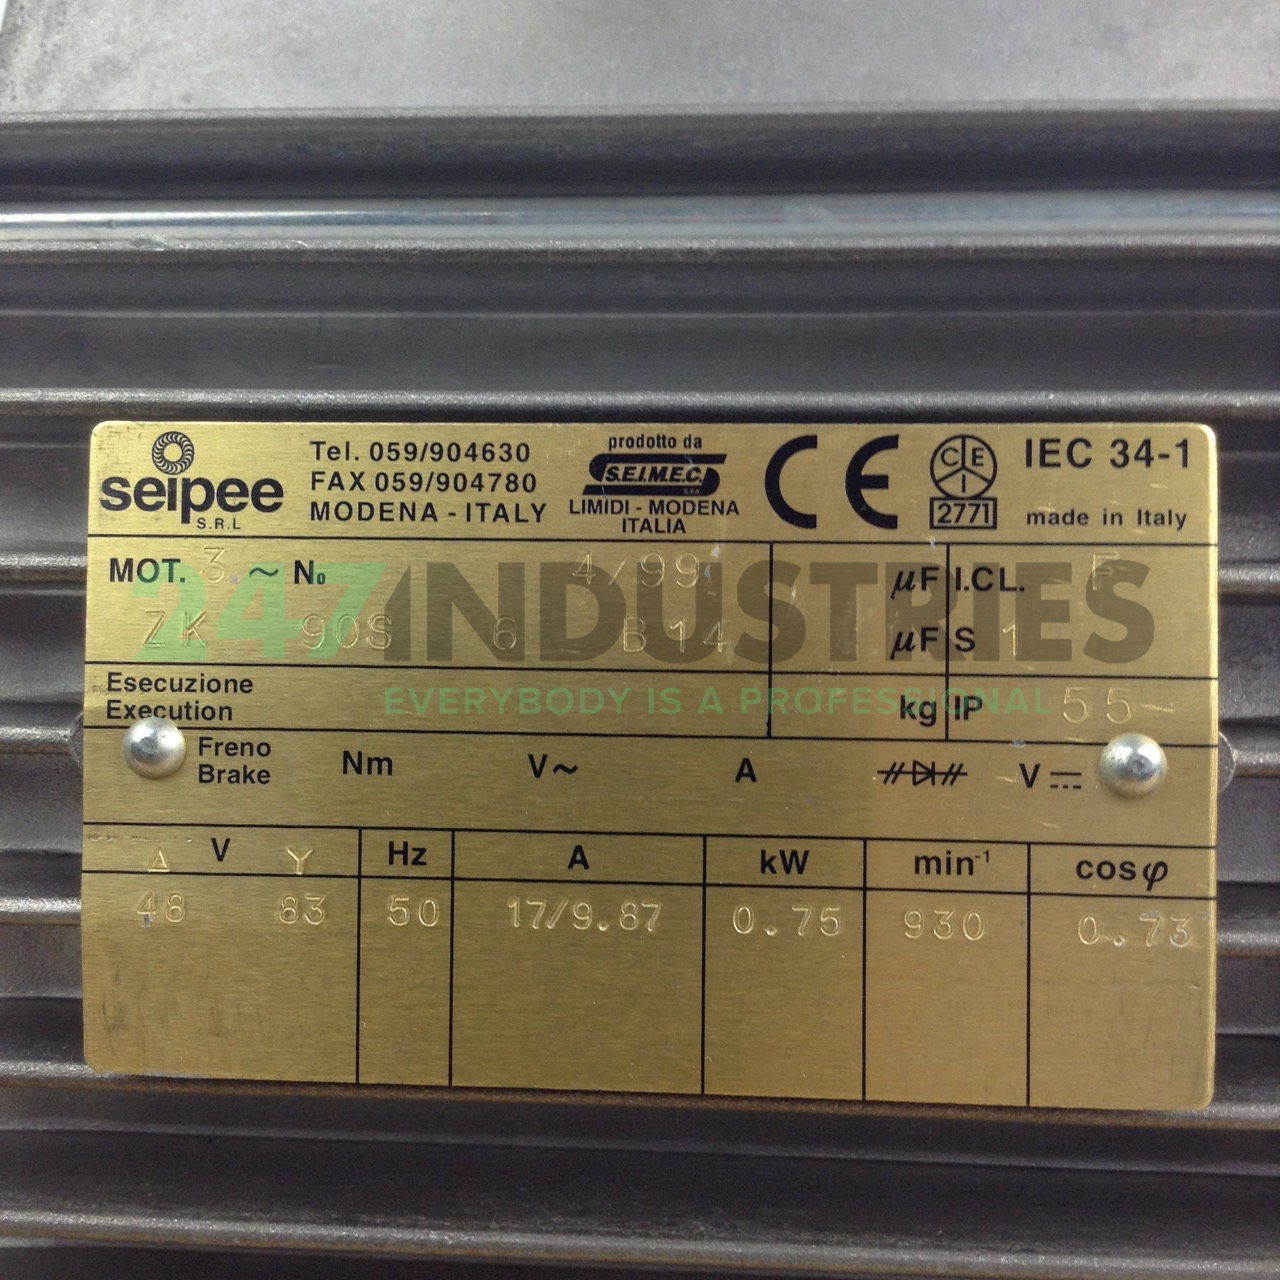 seipee
S.R.L
Tel. 059/904630
FAX 059/904780
MODENA - ITALY
prodotto da
S.E.I.M.E.C.
S.P.A.
LIMIDI - MODENA
ITALIA
CE
CEI
2771
IEC 34-1
made in Italy
MOT. 3 ~ No 4/99 µF I.CL. F
ZK 90S 6 B14 µF S 1
247INDUSTRIES
EVERYBODY IS A PROFESSIONAL
Esecuzione
Execution kg IP 55
Freno
Brake Nm V~ A V
Δ V Y Hz A kW min-1 cosφ
48 83 50 17/9.87 0.75 930 0.73